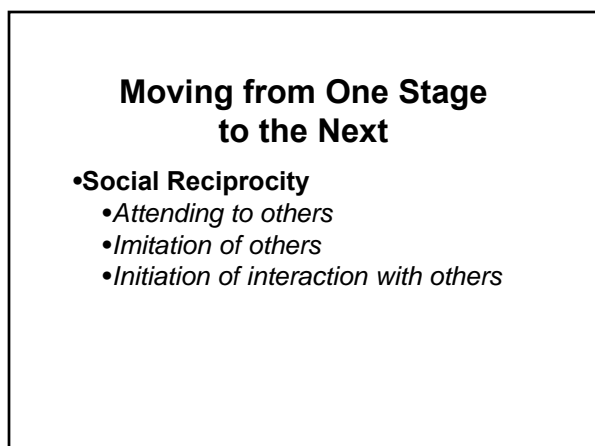 Moving from One Stage
to the Next
•Social Reciprocity
•Attending to others
•Imitation of others
•Initiation of interaction with others